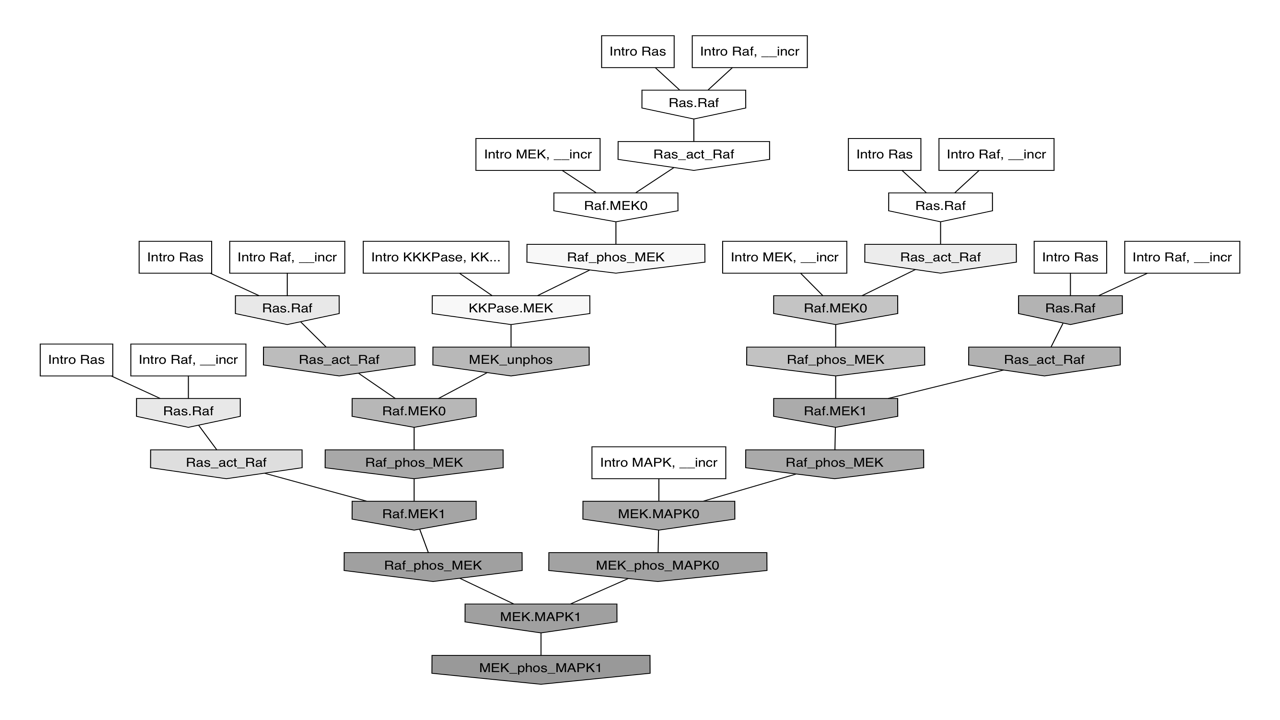 Intro Ras
Intro Raf, __incr
Ras.Raf
Intro MEK, __incr
Ras_act_Raf
Intro Ras
Intro Raf, __incr
Raf.MEK0
Ras.Raf
Intro Ras
Intro Raf, __incr
Intro KKKPase, KK...
Raf_phos_MEK
Intro MEK, __incr
Ras_act_Raf
Intro Ras
Intro Raf, __incr
Ras.Raf
KKPase.MEK
Raf.MEK0
Ras.Raf
Intro Ras
Intro Raf, __incr
Ras_act_Raf
MEK_unphos
Raf_phos_MEK
Ras_act_Raf
Ras.Raf
Raf.MEK0
Raf.MEK1
Ras_act_Raf
Raf_phos_MEK
Intro MAPK, __incr
Raf_phos_MEK
Raf.MEK1
MEK.MAPK0
Raf_phos_MEK
MEK_phos_MAPK0
MEK.MAPK1
MEK_phos_MAPK1